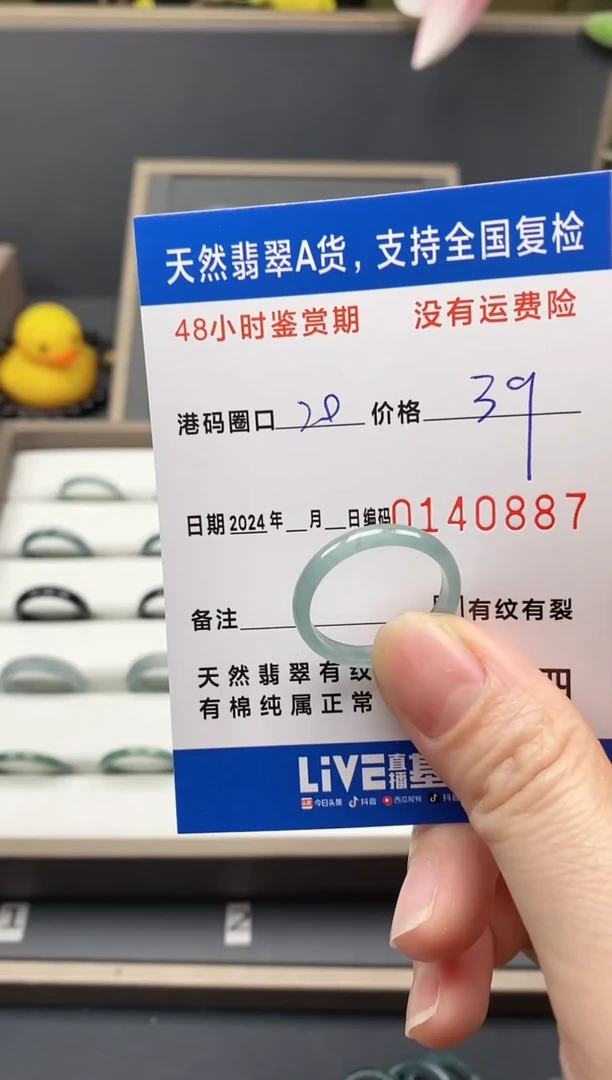 天然翡翠A货，支持全国复检
48小时鉴赏期 没有运费险
港码圈口 20 价格 39
日期2024年__月__日编码0140887
备注 有纹有裂
天然翡翠有纹
有棉纯属正常 四
LiVE直播基
今日头条 抖音 西瓜视频 抖音